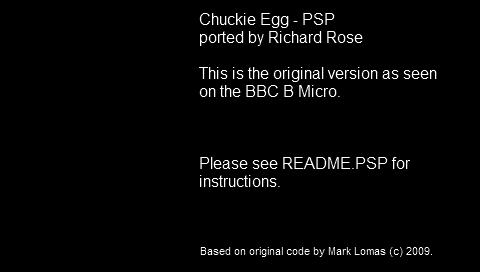 Chuckie Egg - PSP
ported by Richard Rose
This is the original version as seen
on the BBC B Micro.
Please see README.PSP for
instructions.
Based on original code by Mark Lomas (c) 2009.